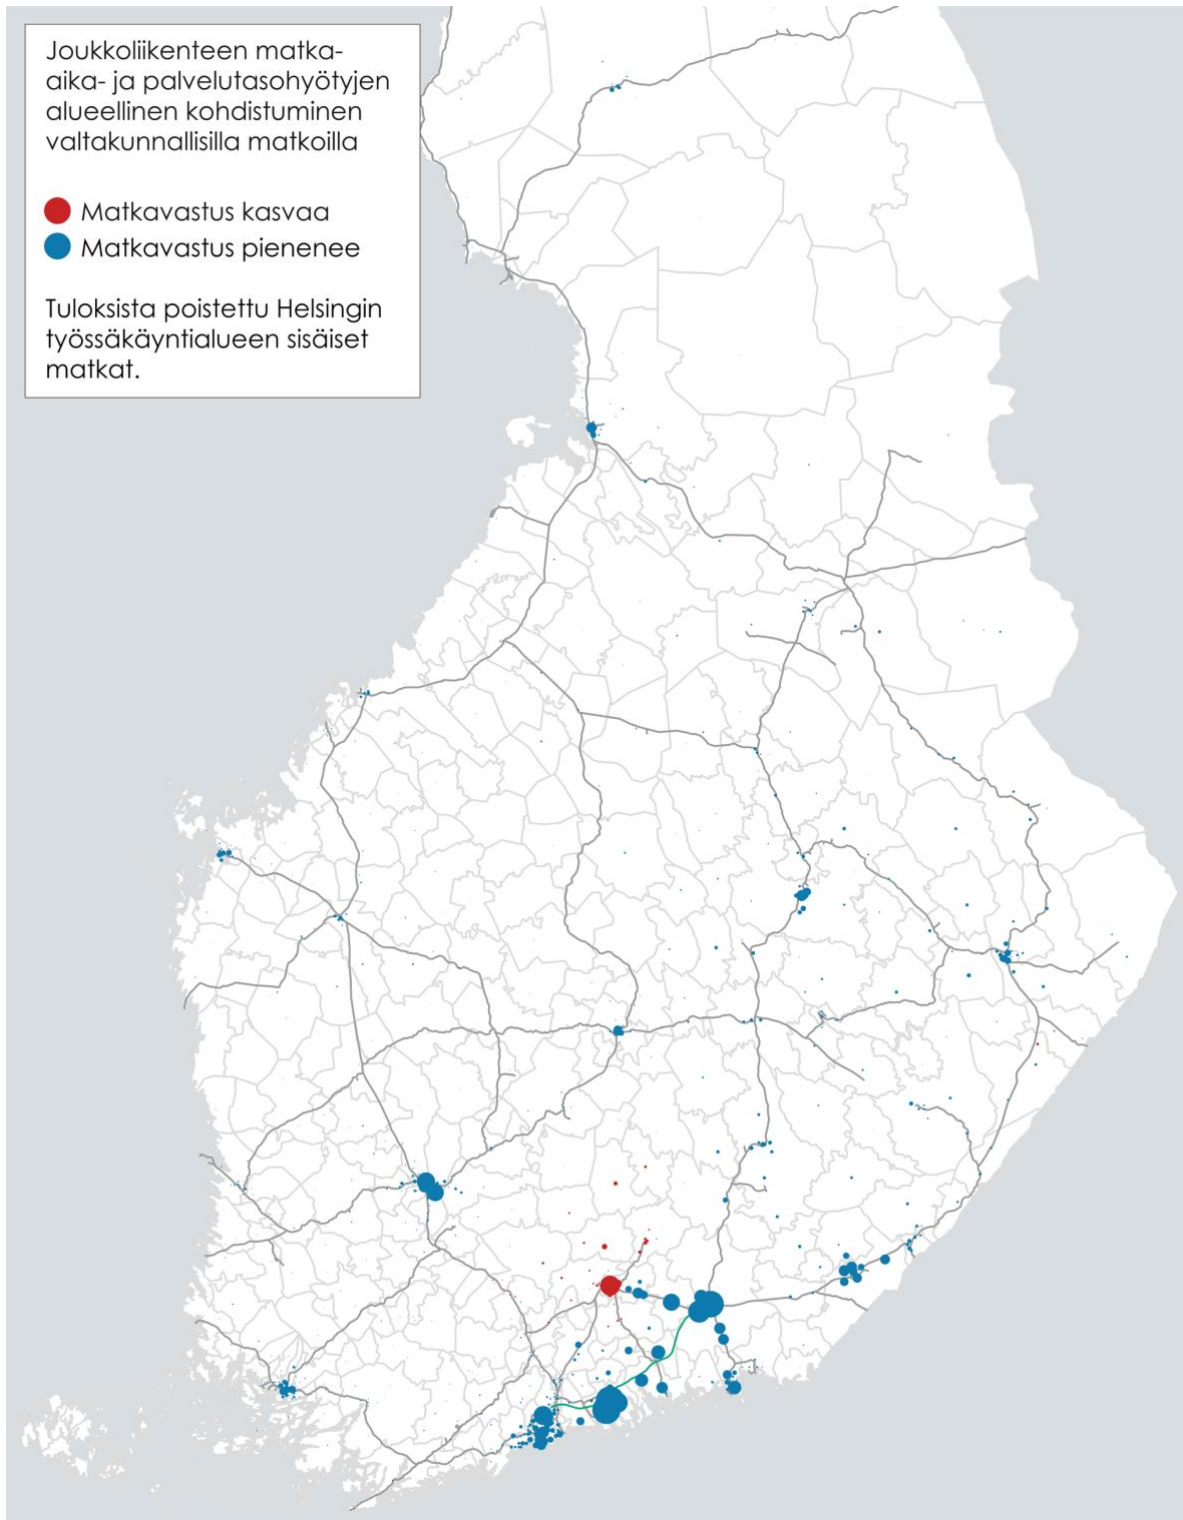 Joukkoliikenteen matka-
aika- ja palvelutasohyötyjen
alueellinen kohdistuminen
valtakunnallisilla matkoilla
Matkavastus kasvaa
Matkavastus pienenee
Tuloksista poistettu Helsingin
työssäkäyntialueen sisäiset
matkat.